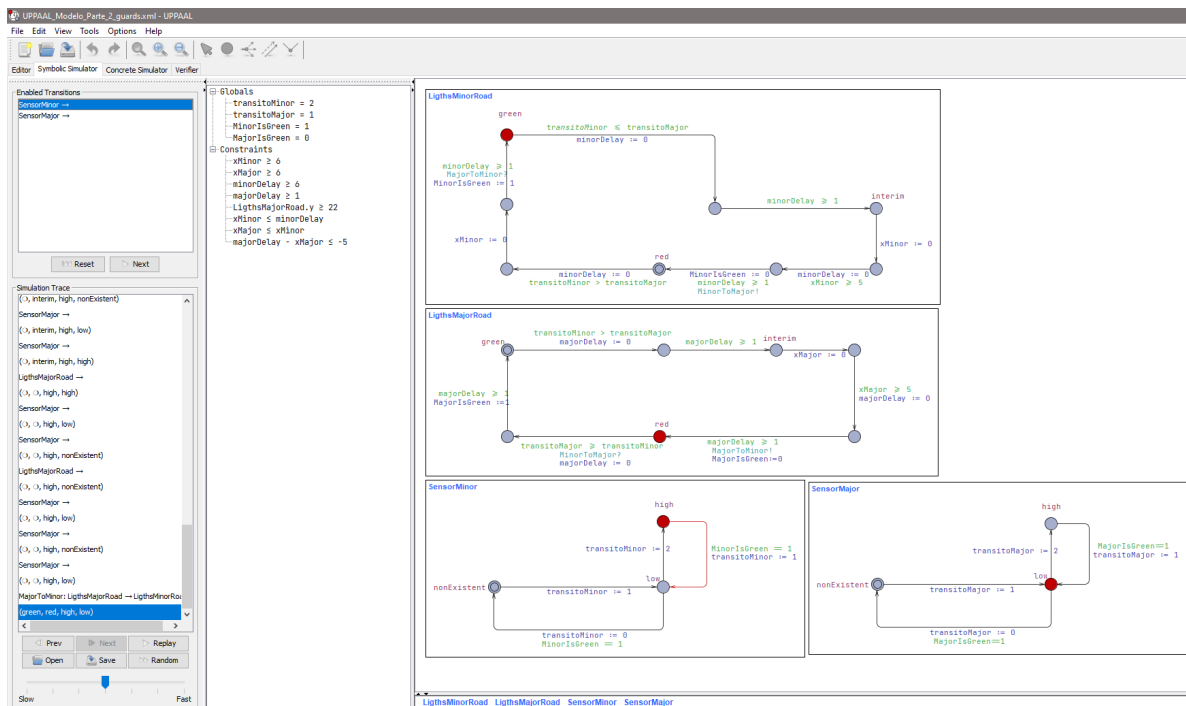 UPPAAL_Modelo_Parte_2_guards.xml - UPPAAL
File Edit View Tools Options Help
Editor Symbolic Simulator Concrete Simulator Verifier
Enabled Transitions
SensorMinor →
SensorMajor →
Reset Next
Simulation Trace
(○, interim, high, nonExistent)
SensorMajor →
(○, interim, high, low)
SensorMajor →
(○, interim, high, high)
LigthsMajorRoad →
(○, ○, high, high)
SensorMajor →
(○, ○, high, low)
SensorMajor →
(○, ○, high, nonExistent)
LigthsMajorRoad →
(○, ○, high, nonExistent)
SensorMajor →
(○, ○, high, low)
SensorMajor →
(○, ○, high, nonExistent)
SensorMajor →
(○, ○, high, low)
MajorToMinor: LigthsMajorRoad → LigthsMinorRoa
(green, red, high, low)
Prev Next Replay
Open Save Random
Slow Fast
Globals
transitoMinor = 2
transitoMajor = 1
MinorIsGreen = 1
MajorIsGreen = 0
Constraints
xMinor ≥ 6
xMajor ≥ 6
minorDelay ≥ 6
majorDelay ≥ 1
LigthsMajorRoad.y ≥ 22
xMinor ≤ minorDelay
xMajor ≤ xMinor
majorDelay - xMajor ≤ -5
LigthsMinorRoad
green
transitoMinor ≤ transitoMajor
minorDelay := 0
minorDelay ≥ 1
MajorToMinor?
MinorIsGreen := 1
minorDelay ≥ 1
interim
xMinor := 0
xMinor := 0
red
minorDelay := 0
transitoMinor > transitoMajor
MinorIsGreen := 0
minorDelay ≥ 1
MinorToMajor!
minorDelay := 0
xMinor ≥ 5
LigthsMajorRoad
green
transitoMinor > transitoMajor
majorDelay := 0
majorDelay ≥ 1
interim
xMajor := 0
majorDelay ≥ 1
MajorIsGreen :=1
xMajor ≥ 5
majorDelay := 0
red
transitoMajor ≥ transitoMinor
MinorToMajor?
majorDelay := 0
majorDelay ≥ 1
MajorToMinor!
MajorIsGreen:=0
SensorMinor
high
transitoMinor := 2
MinorIsGreen == 1
transitoMinor := 1
low
nonExistent
transitoMinor := 1
transitoMinor := 0
MinorIsGreen == 1
SensorMajor
high
transitoMajor := 2
MajorIsGreen==1
transitoMajor := 1
low
nonExistent
transitoMajor := 1
transitoMajor := 0
MajorIsGreen==1
LigthsMinorRoad LigthsMajorRoad SensorMinor SensorMajor